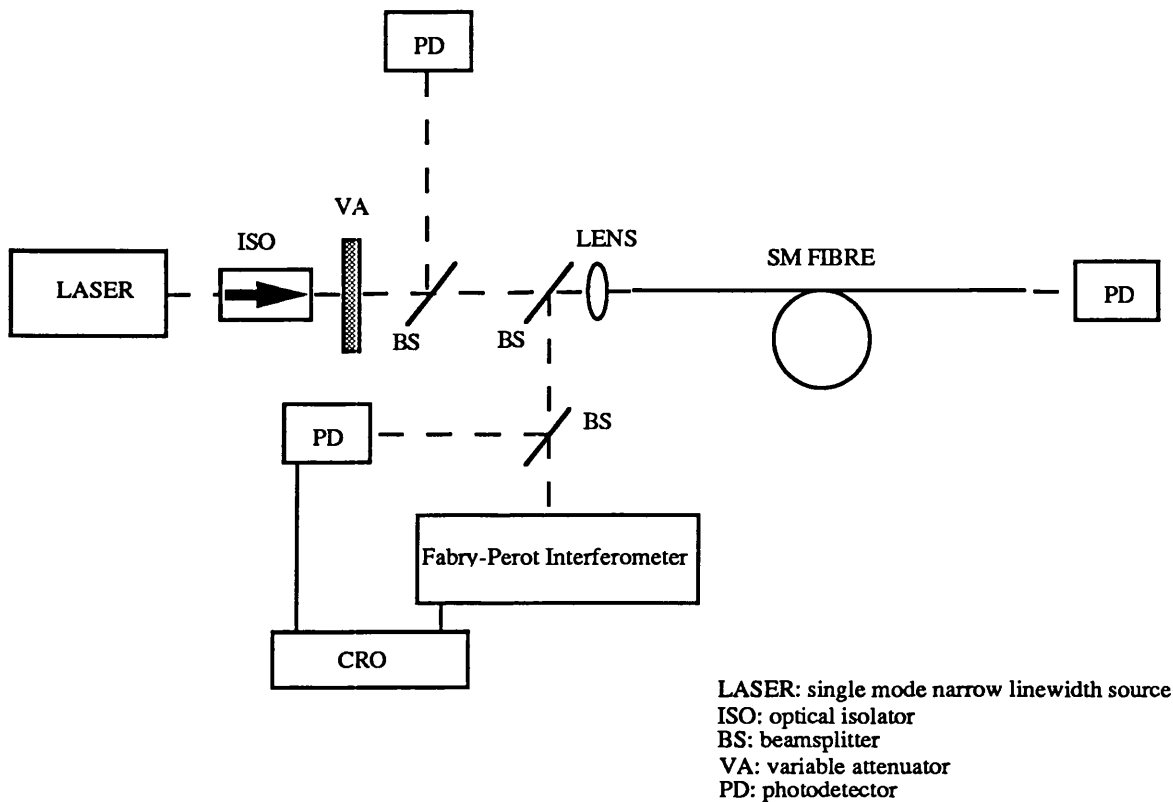 PD
VA
ISO
LENS
SM FIBRE
LASER
PD
BS
BS
BS
PD
Fabry-Perot Interferometer
CRO
LASER: single mode narrow linewidth source
ISO: optical isolator
BS: beamsplitter
VA: variable attenuator
PD: photodetector